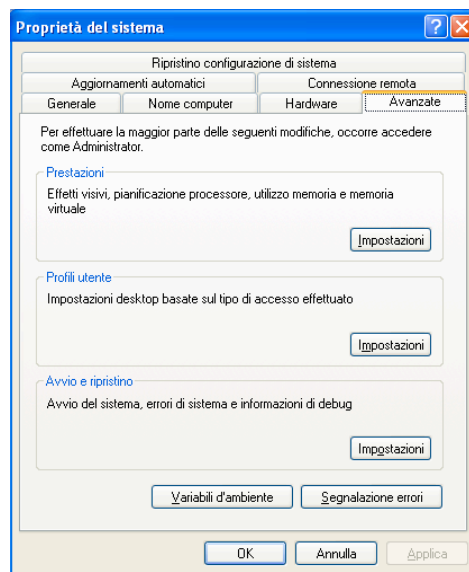 Proprietà del sistema
Ripristino configurazione di sistema
Aggiornamenti automatici
Connessione remota
Generale
Nome computer
Hardware
Avanzate
Per effettuare la maggior parte delle seguenti modifiche, occorre accedere
come Administrator.
Prestazioni
Effetti visivi, pianificazione processore, utilizzo memoria e memoria
virtuale
Impostazioni
Profili utente
Impostazioni desktop basate sul tipo di accesso effettuato
Impostazioni
Avvio e ripristino
Avvio del sistema, errori di sistema e informazioni di debug
Impostazioni
Variabili d'ambiente
Segnalazione errori
OK
Annulla
Applica